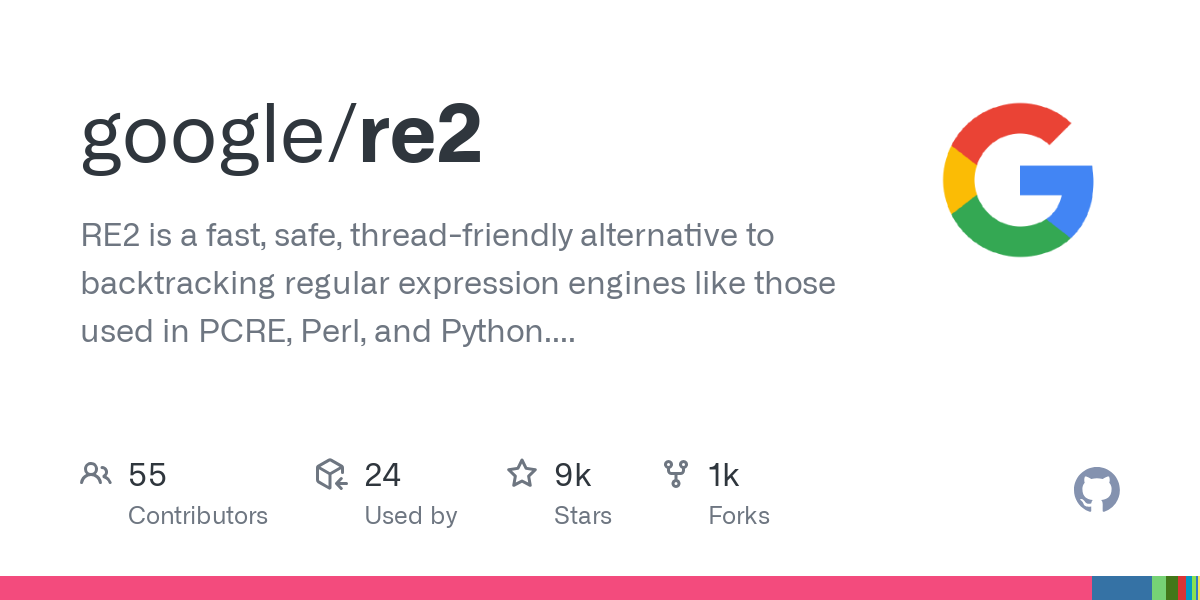 google/re2
RE2 is a fast, safe, thread-friendly alternative to
backtracking regular expression engines like those
used in PCRE, Perl, and Python....
55 24 9k 1k
Contributors Used by Stars Forks